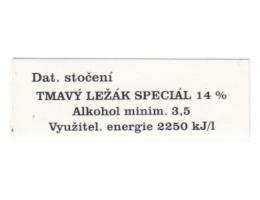 Dat. stočení
TMAVÝ LEŽÁK SPECIÁL 14 %
Alkohol minim. 3,5
Využitel. energie 2250 kJ/l